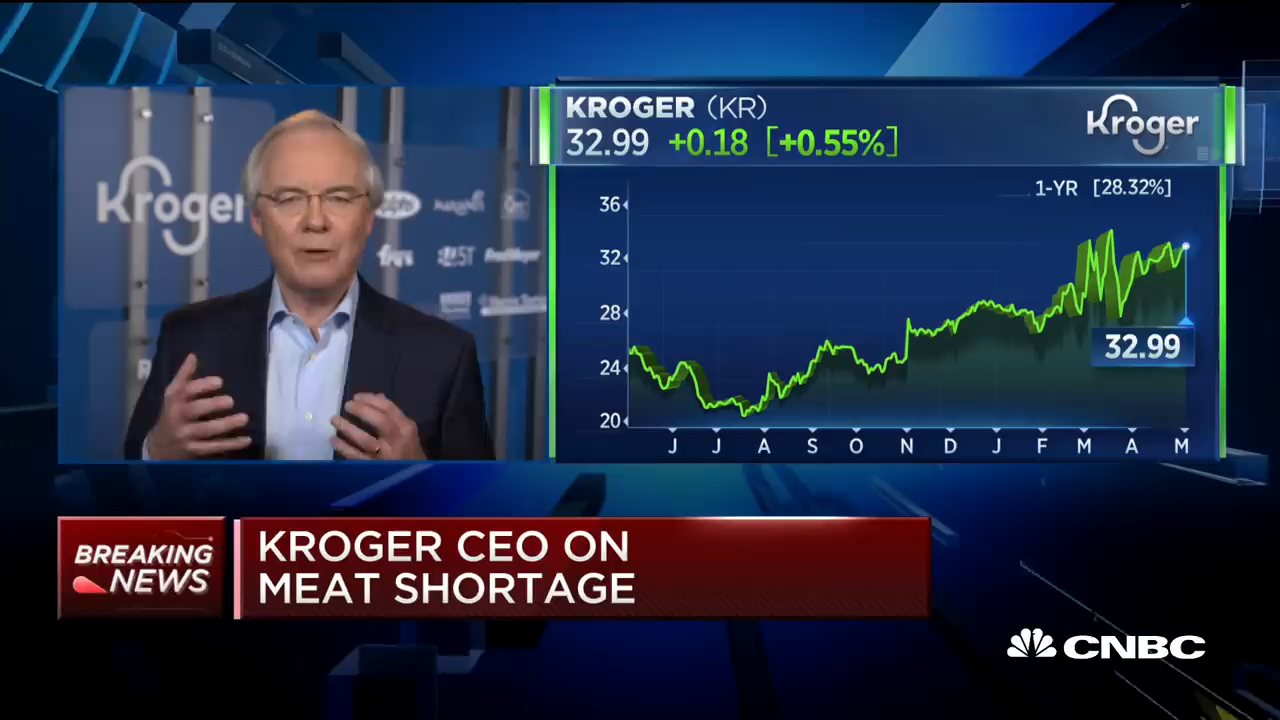 Kroger
KROGER (KR)
32.99 +0.18 [+0.55%]
Kroger
1-YR [28.32%]
36
32
28
24
20
32.99
J J A S O N D J F M A M
BREAKING
NEWS
KROGER CEO ON
MEAT SHORTAGE
CNBC